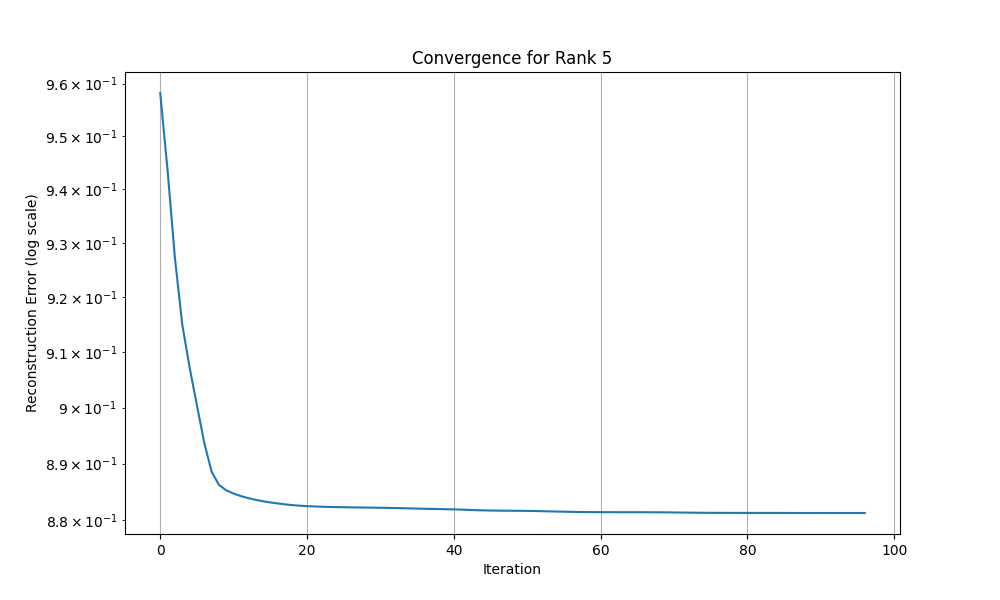 Convergence for Rank 5
Reconstruction Error (log scale)
9.6 × 10⁻¹
9.5 × 10⁻¹
9.4 × 10⁻¹
9.3 × 10⁻¹
9.2 × 10⁻¹
9.1 × 10⁻¹
9 × 10⁻¹
8.9 × 10⁻¹
8.8 × 10⁻¹
0 20 40 60 80 100
Iteration